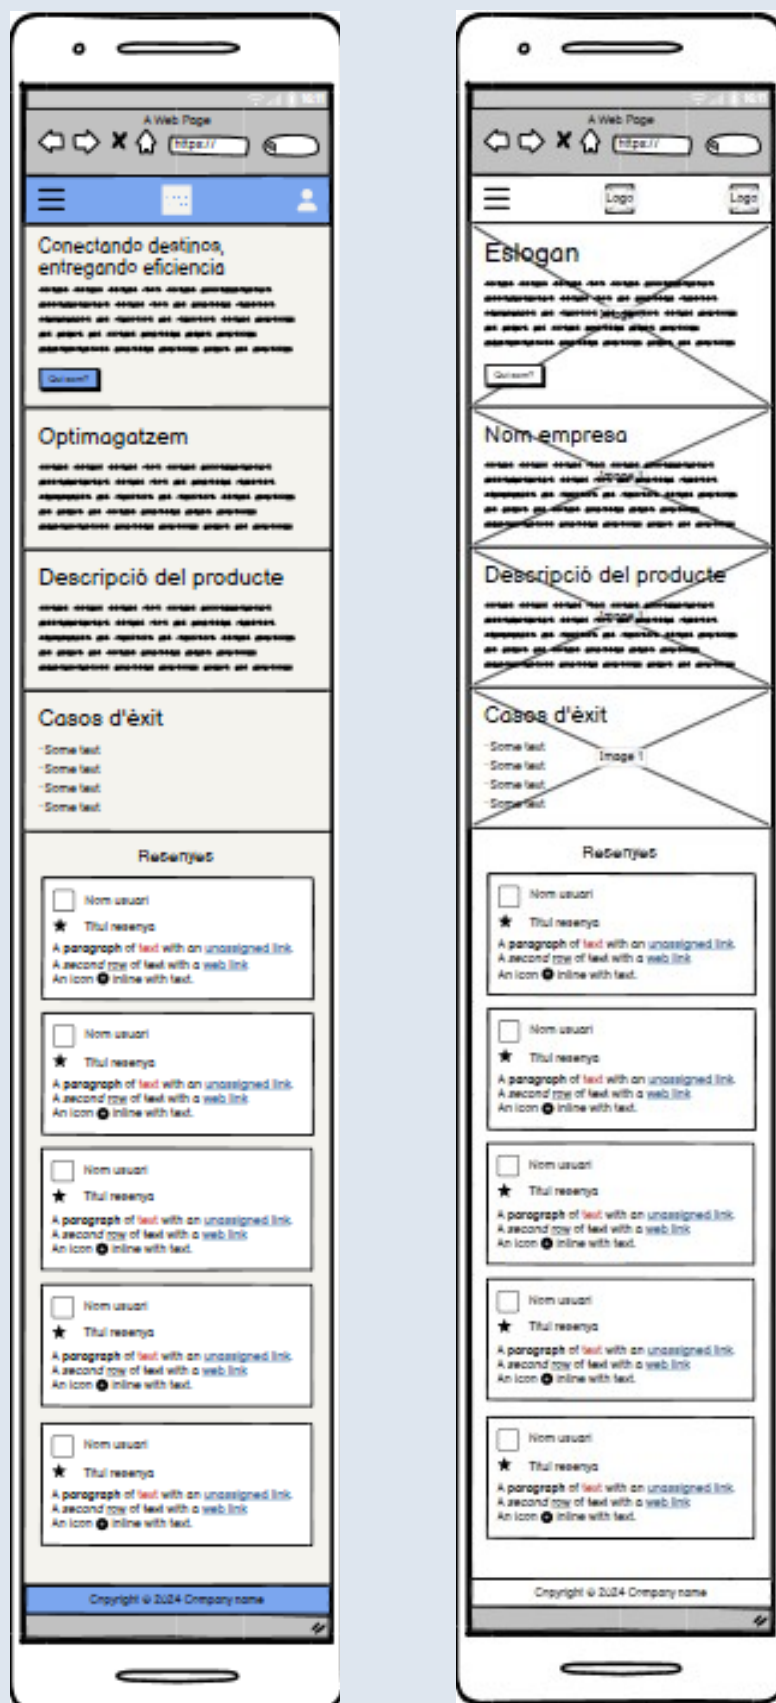 A Web Page
https://
Conectando destinos,
entregando eficiencia
Qui som?
Optimagatzem
Descripció del producte
Casos d'èxit
-Some text
-Some text
-Some text
-Some text
Resenyes
Nom usuari
Titul resenya
A paragraph of text with an unassigned link.
A second row of text with a web link
An icon inline with text.
Nom usuari
Titul resenya
A paragraph of text with an unassigned link.
A second row of text with a web link
An icon inline with text.
Nom usuari
Titul resenya
A paragraph of text with an unassigned link.
A second row of text with a web link
An icon inline with text.
Nom usuari
Titul resenya
A paragraph of text with an unassigned link.
A second row of text with a web link
An icon inline with text.
Nom usuari
Titul resenya
A paragraph of text with an unassigned link.
A second row of text with a web link
An icon inline with text.
Copyright © 2024 Company name
A Web Page
https://
Logo
Logo
Eslogan
Qui som?
Nom empresa
Image 1
Descripció del producte
Image 1
Casos d'èxit
-Some text
-Some text
Image 1
-Some text
-Some text
Resenyes
Nom usuari
Titul resenya
A paragraph of text with an unassigned link.
A second row of text with a web link
An icon inline with text.
Nom usuari
Titul resenya
A paragraph of text with an unassigned link.
A second row of text with a web link
An icon inline with text.
Nom usuari
Titul resenya
A paragraph of text with an unassigned link.
A second row of text with a web link
An icon inline with text.
Nom usuari
Titul resenya
A paragraph of text with an unassigned link.
A second row of text with a web link
An icon inline with text.
Nom usuari
Titul resenya
A paragraph of text with an unassigned link.
A second row of text with a web link
An icon inline with text.
Copyright © 2024 Company name